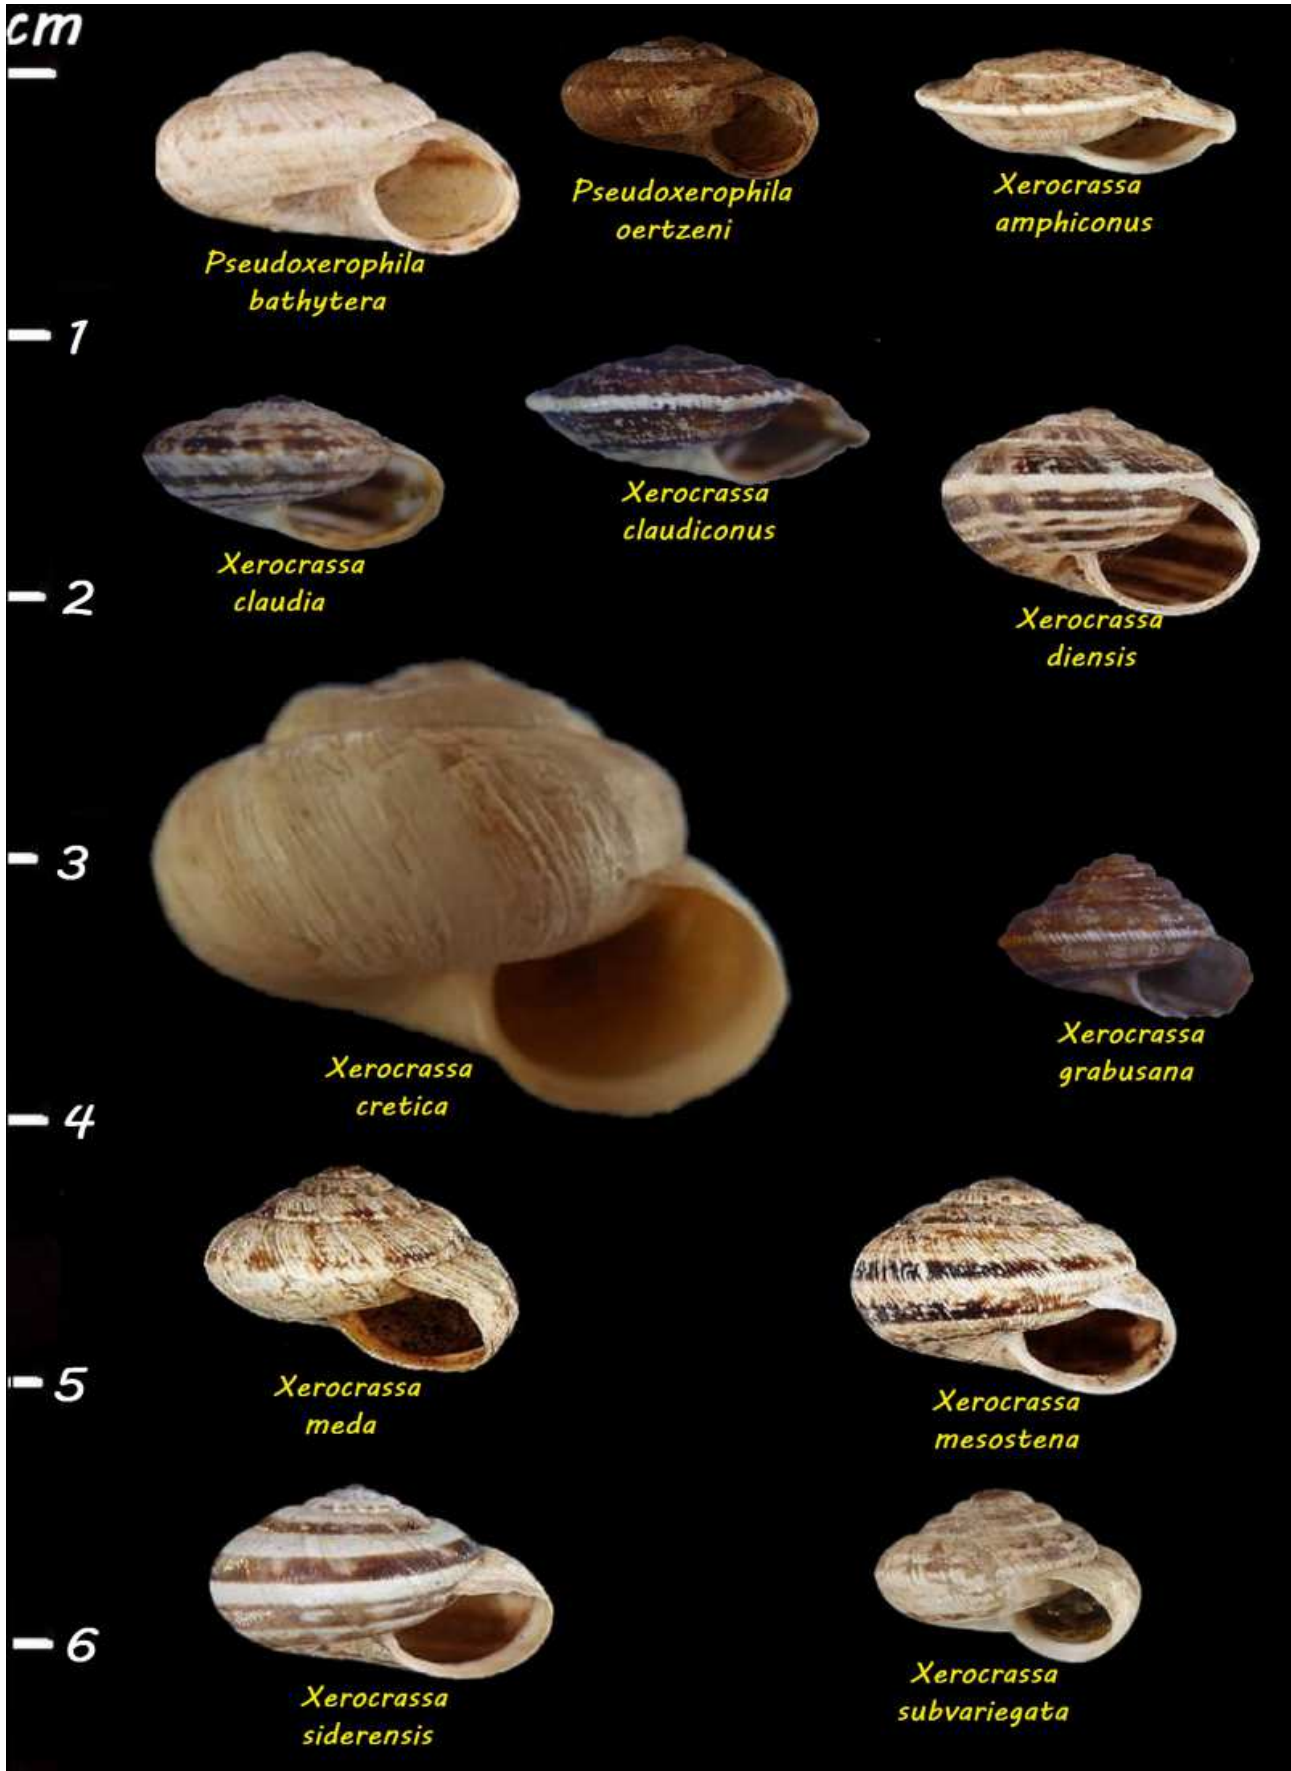 cm
Pseudoxerophila
bathytera
Pseudoxerophila
oertzeni
Xerocrassa
amphiconus
1
Xerocrassa
claudia
Xerocrassa
claudiconus
Xerocrassa
diensis
2
3
Xerocrassa
cretica
Xerocrassa
grabusana
4
Xerocrassa
meda
Xerocrassa
mesostena
5
Xerocrassa
siderensis
Xerocrassa
subvariegata
6